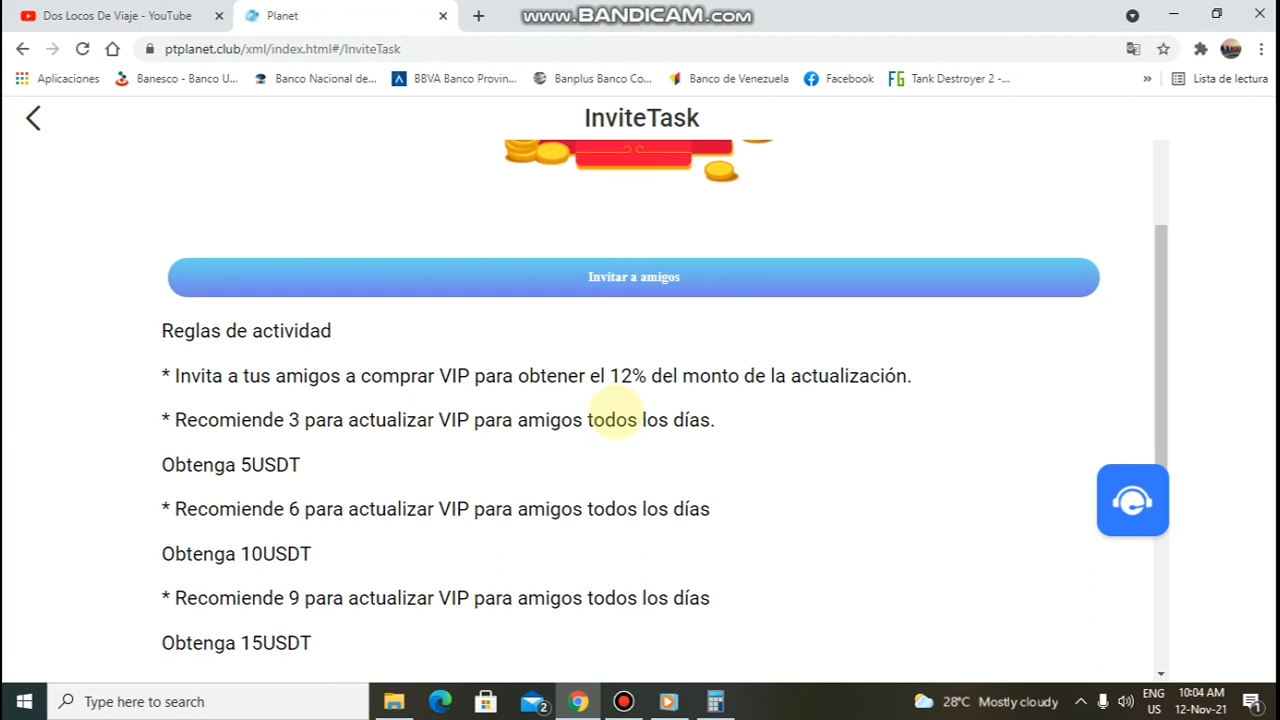 Dos Locos De Viaje - YouTube
Planet
www.BANDICAM.com
ptplanet.club/xml/index.html#/InviteTask
Aplicaciones
Banesco - Banco U...
Banco Nacional de...
BBVA Banco Provin...
Banplus Banco Co...
Banco de Venezuela
Facebook
FG Tank Destroyer 2 -...
»
Lista de lectura
InviteTask
Invitar a amigos
Reglas de actividad
* Invita a tus amigos a comprar VIP para obtener el 12% del monto de la actualización.
* Recomiende 3 para actualizar VIP para amigos todos los días.
Obtenga 5USDT
* Recomiende 6 para actualizar VIP para amigos todos los días
Obtenga 10USDT
* Recomiende 9 para actualizar VIP para amigos todos los días
Obtenga 15USDT
Type here to search
2
28°C Mostly cloudy
ENG
US
10:04 AM
12-Nov-21
1